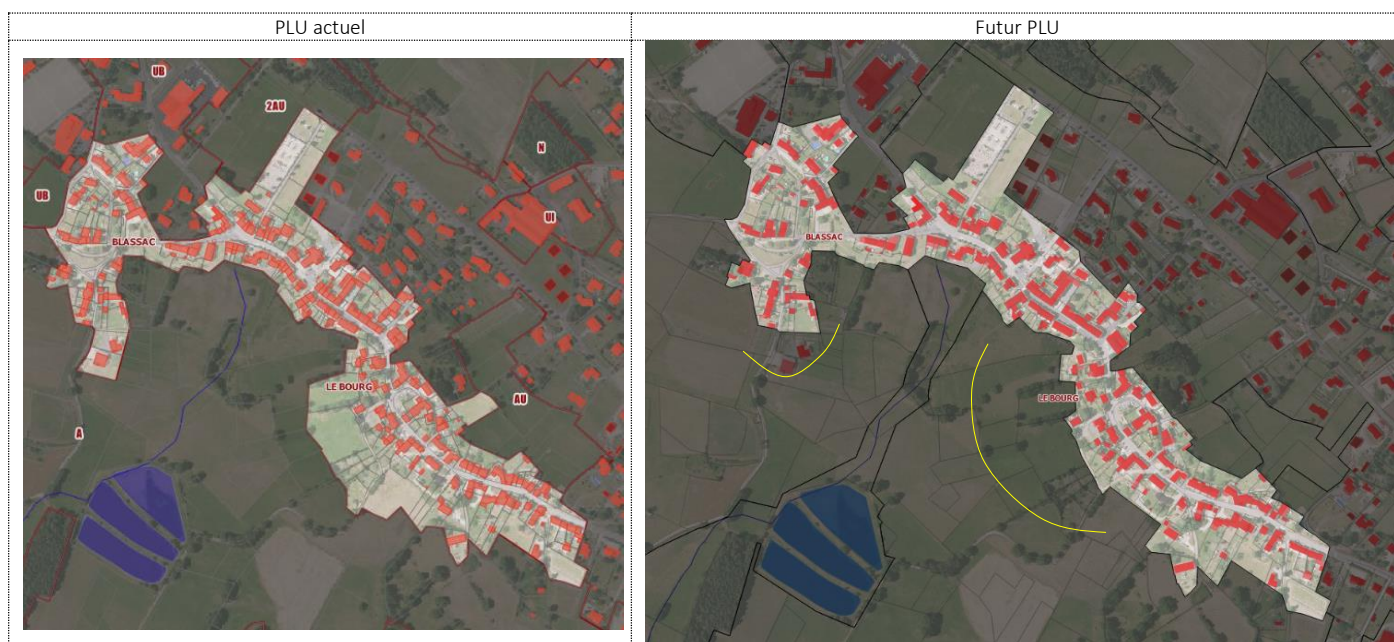 PLU actuel
Futur PLU
UB
2AU
N
UB
UI
BLASSAC
LE BOURG
AU
A
BLASSAC
LE BOURG